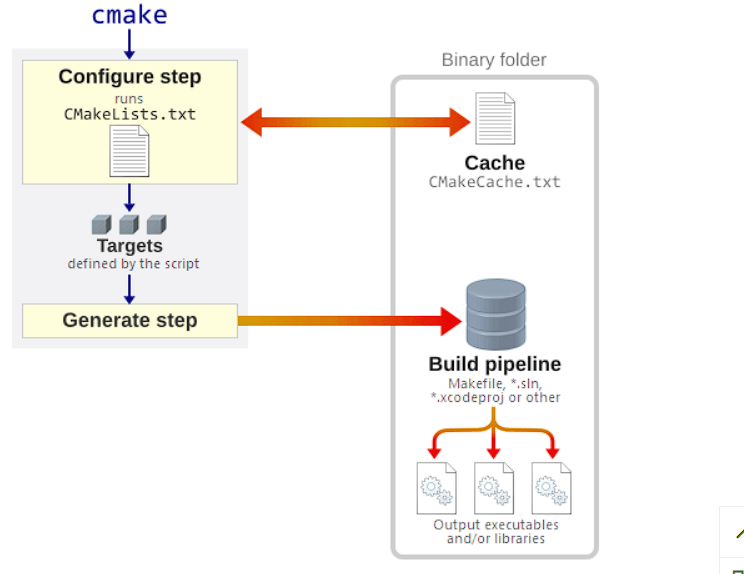 cmake
Configure step
runs
CMakeLists.txt
Targets
defined by the script
Generate step
Binary folder
Cache
CMakeCache.txt
Build pipeline
Makefile, *.sln,
*.xcodeproj or other
Output executables
and/or libraries